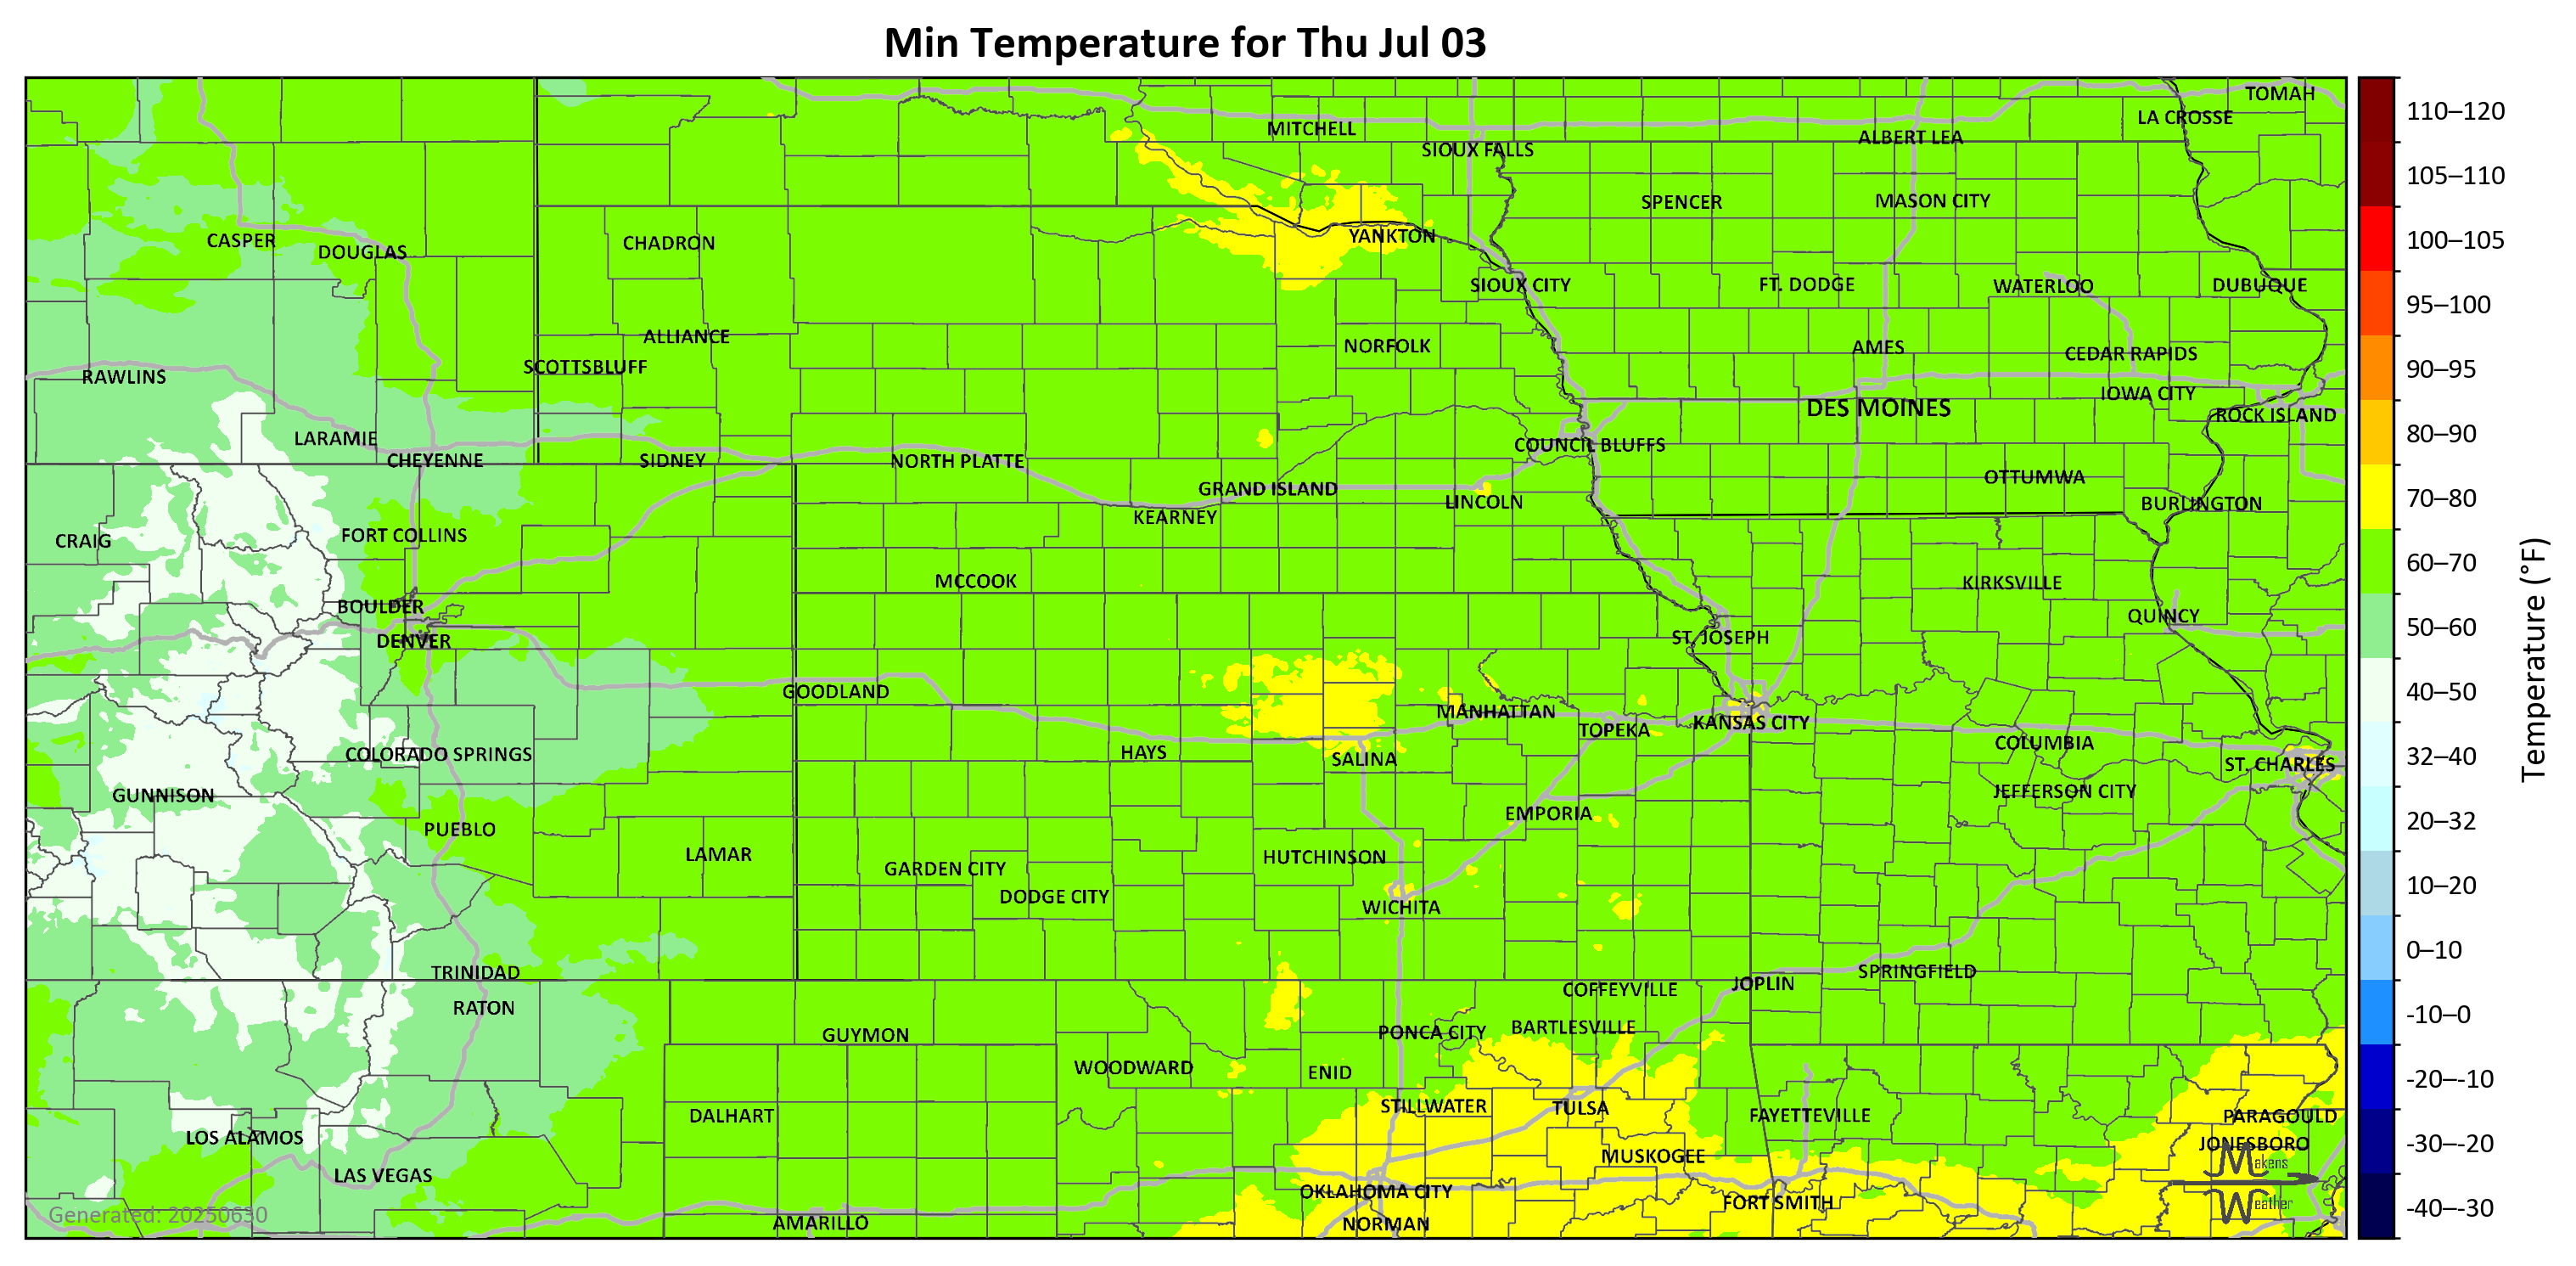 Min Temperature for Thu Jul 03
TOMAH
LA CROSSE
MITCHELL
ALBERT LEA
SIOUX FALLS
SPENCER
MASON CITY
CASPER
DOUGLAS
CHADRON
YANKTON
SIOUX CITY
FT. DODGE
WATERLOO
DUBUQUE
ALLIANCE
NORFOLK
AMES
CEDAR RAPIDS
SCOTTSBLUFF
RAWLINS
IOWA CITY
DES MOINES
ROCK ISLAND
LARAMIE
COUNCIL BLUFFS
CHEYENNE
SIDNEY
NORTH PLATTE
OTTUMWA
GRAND ISLAND
LINCOLN
BURLINGTON
KEARNEY
CRAIG
FORT COLLINS
MCCOOK
KIRKSVILLE
BOULDER
QUINCY
DENVER
ST. JOSEPH
GOODLAND
MANHATTAN
TOPEKA
KANSAS CITY
COLUMBIA
COLORADO SPRINGS
HAYS
SALINA
ST. CHARLES
GUNNISON
JEFFERSON CITY
EMPORIA
PUEBLO
LAMAR
HUTCHINSON
GARDEN CITY
DODGE CITY
WICHITA
TRINIDAD
SPRINGFIELD
JOPLIN
COFFEYVILLE
RATON
GUYMON
PONCA CITY
BARTLESVILLE
WOODWARD
ENID
STILLWATER
TULSA
DALHART
FAYETTEVILLE
PARAGOULD
LOS ALAMOS
JONESBORO
MUSKOGEE
LAS VEGAS
OKLAHOMA CITY
FORT SMITH
AMARILLO
NORMAN
Makens
Weather
Generated: 20250630
110–120
105–110
100–105
95–100
90–95
80–90
70–80
60–70
50–60
40–50
32–40
20–32
10–20
0–10
-10–0
-20–-10
-30–-20
-40–-30
Temperature (°F)